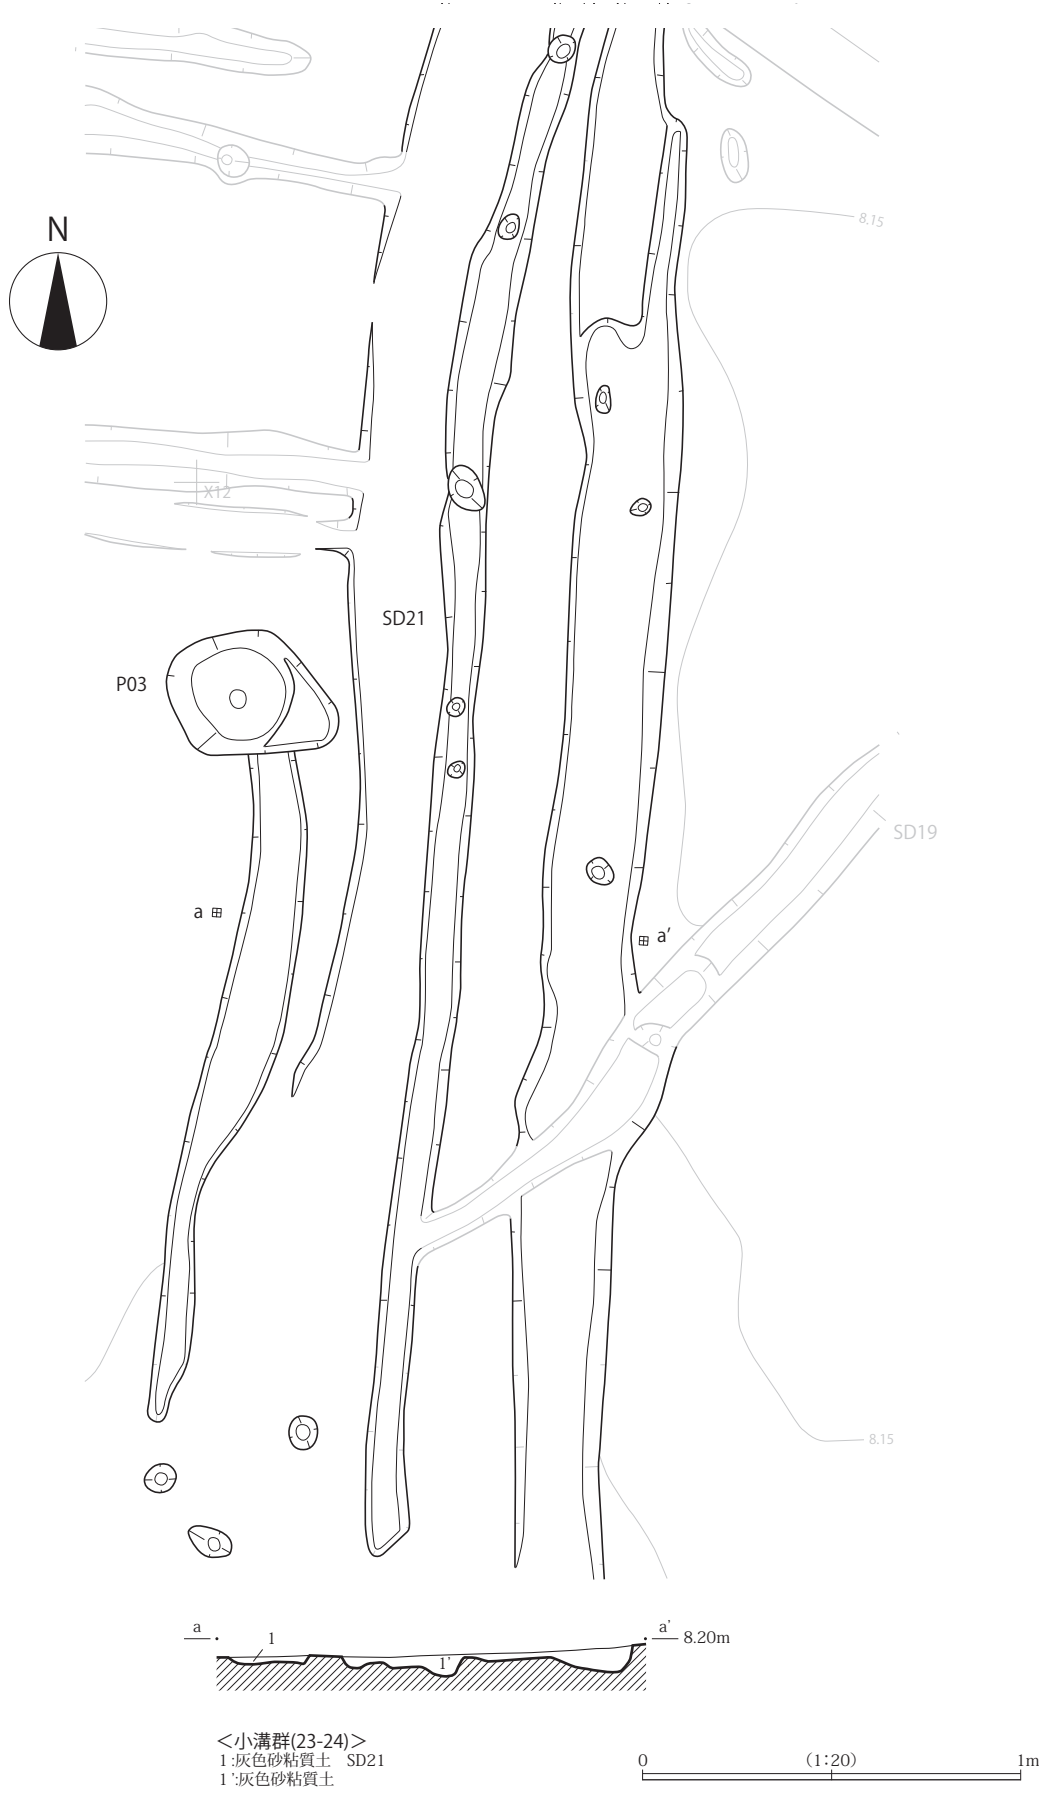 8.15
N
X12
SD21
P03
SD19
a
a′
8.15
a
a'
8.20m
1
1'
＜小溝群(23-24)＞
1 :灰色砂粘質土　SD21
1 ':灰色砂粘質土
0
(1:20)
1m